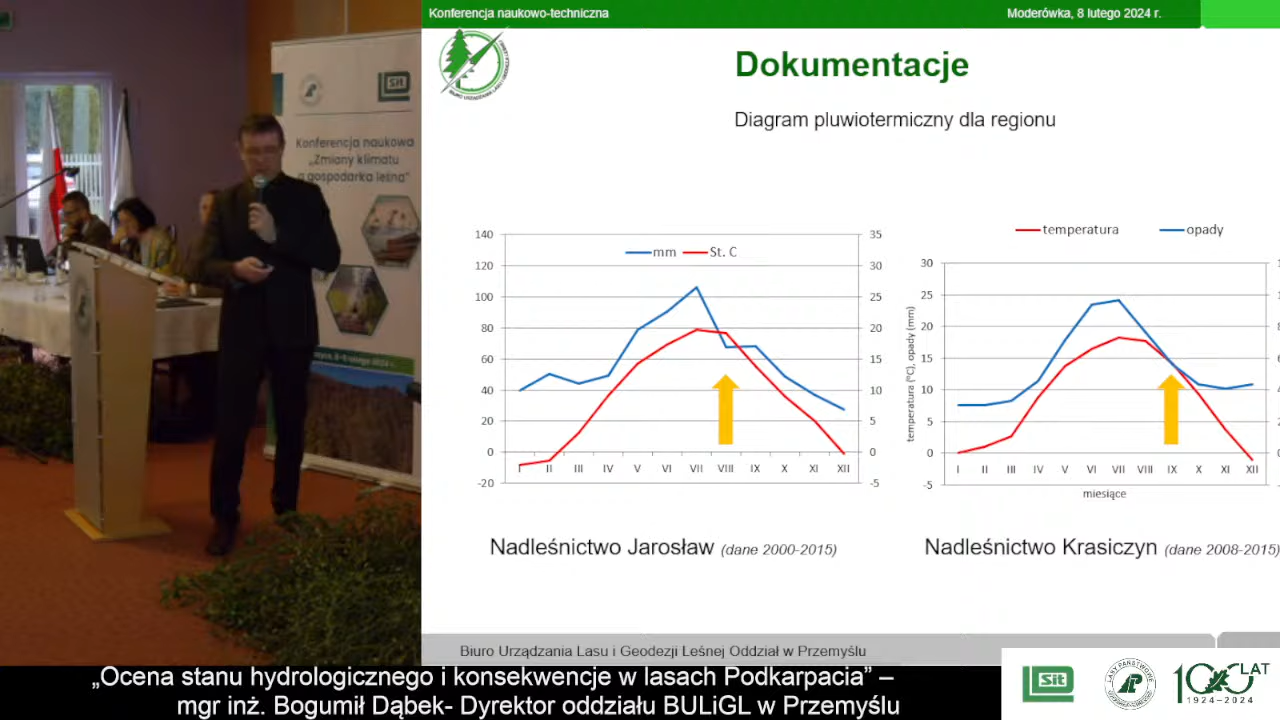 Konferencja naukowo-techniczna
Moderówka, 8 lutego 2024 r.
Dokumentacje
Diagram pluwiotermiczny dla regionu
Sit
Konferencja naukowa
„Zmiany klimatu
a gospodarka leśna”
mm St. C
140 120 100 80 60 40 20 0 -20
35 30 25 20 15 10 5 0 -5
I II III IV V VI VII VIII IX X XI XII
Nadleśnictwo Jarosław (dane 2000-2015)
temperatura opady
temperatura (°C), opady (mm)
30 25 20 15 10 5 0 -5
I II III IV V VI VII VIII IX X XI XII
miesiące
Nadleśnictwo Krasiczyn (dane 2008-2015)
Biuro Urządzania Lasu i Geodezji Leśnej Oddział w Przemyślu
„Ocena stanu hydrologicznego i konsekwencje w lasach Podkarpacia” –
mgr inż. Bogumił Dąbek- Dyrektor oddziału BULiGL w Przemyślu
Sit
LASY PAŃSTWOWE
100 LAT
1924-2024